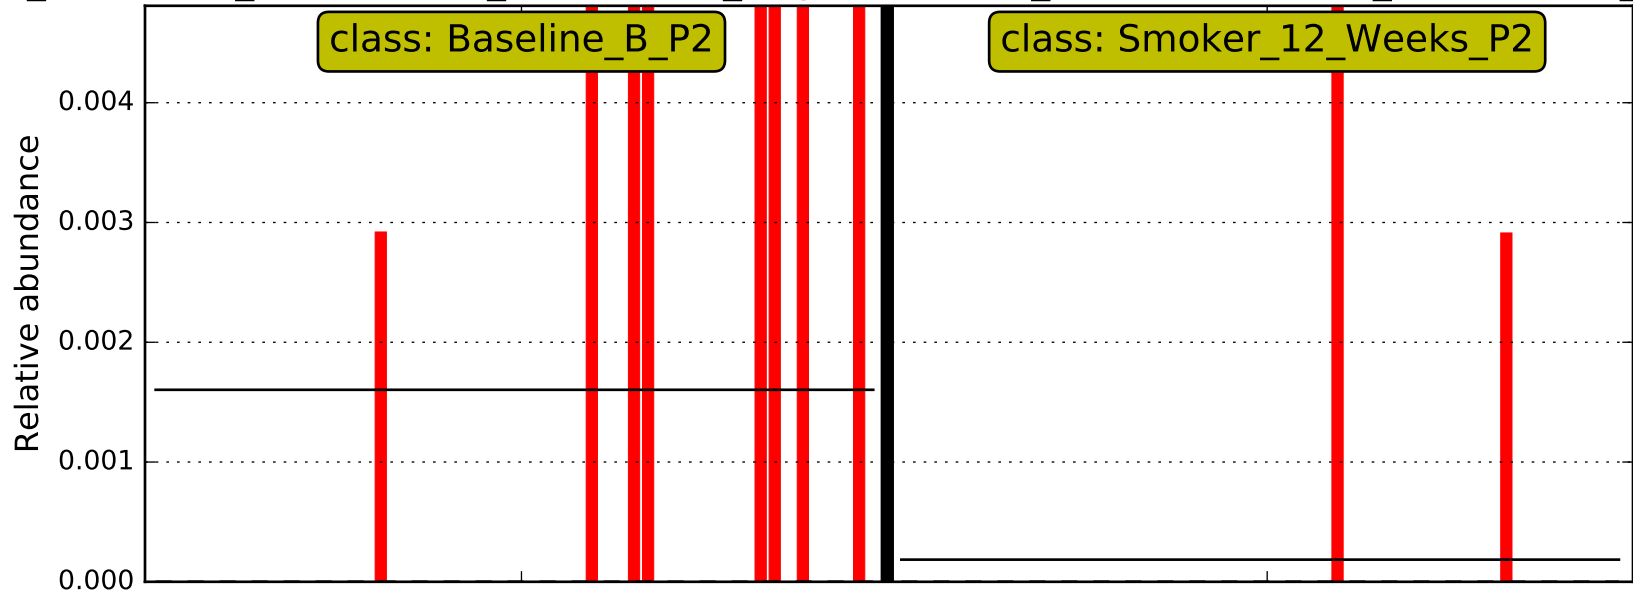 class: Baseline_B_P2
class: Smoker_12_Weeks_P2
Relative abundance
0.004
0.003
0.002
0.001
0.000